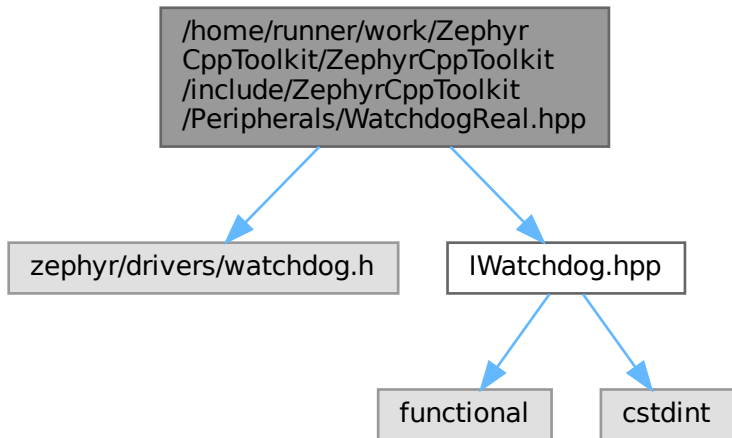 /home/runner/work/Zephyr
CppToolkit/ZephyrCppToolkit
/include/ZephyrCppToolkit
/Peripherals/WatchdogReal.hpp
zephyr/drivers/watchdog.h
IWatchdog.hpp
functional
cstdint